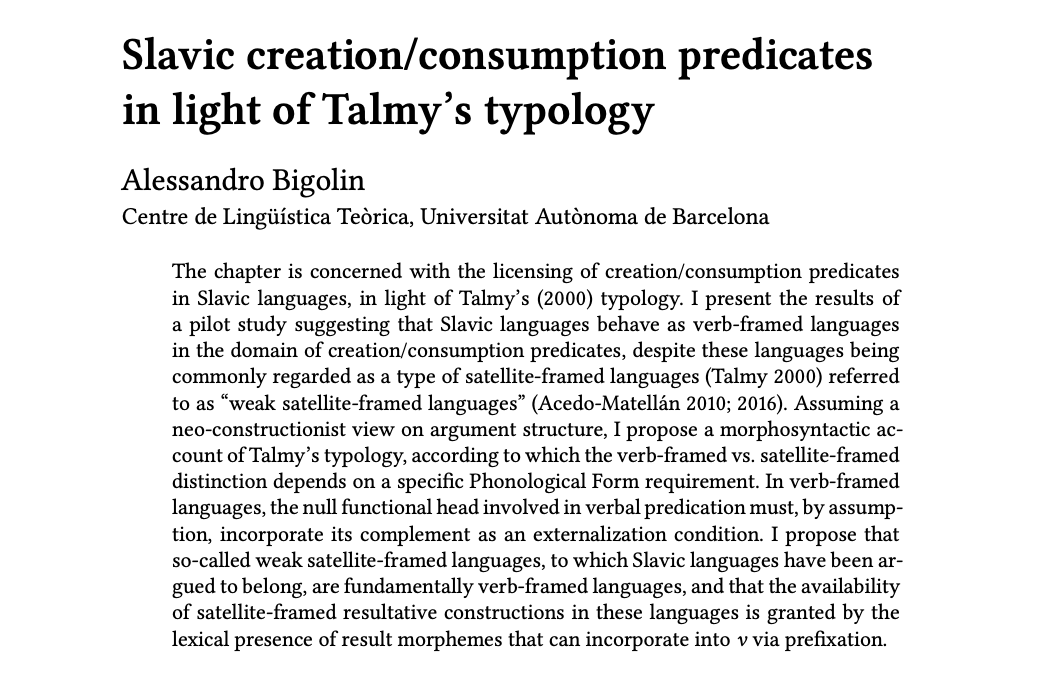 Slavic creation/consumption predicates
in light of Talmy’s typology
Alessandro Bigolin
Centre de Lingüística Teòrica, Universitat Autònoma de Barcelona
The chapter is concerned with the licensing of creation/consumption predicates
in Slavic languages, in light of Talmy’s (2000) typology. I present the results of
a pilot study suggesting that Slavic languages behave as verb-framed languages
in the domain of creation/consumption predicates, despite these languages being
commonly regarded as a type of satellite-framed languages (Talmy 2000) referred
to as “weak satellite-framed languages” (Acedo-Matellán 2010; 2016). Assuming a
neo-constructionist view on argument structure, I propose a morphosyntactic ac-
count of Talmy’s typology, according to which the verb-framed vs. satellite-framed
distinction depends on a specific Phonological Form requirement. In verb-framed
languages, the null functional head involved in verbal predication must, by assump-
tion, incorporate its complement as an externalization condition. I propose that
so-called weak satellite-framed languages, to which Slavic languages have been ar-
gued to belong, are fundamentally verb-framed languages, and that the availability
of satellite-framed resultative constructions in these languages is granted by the
lexical presence of result morphemes that can incorporate into v via prefixation.